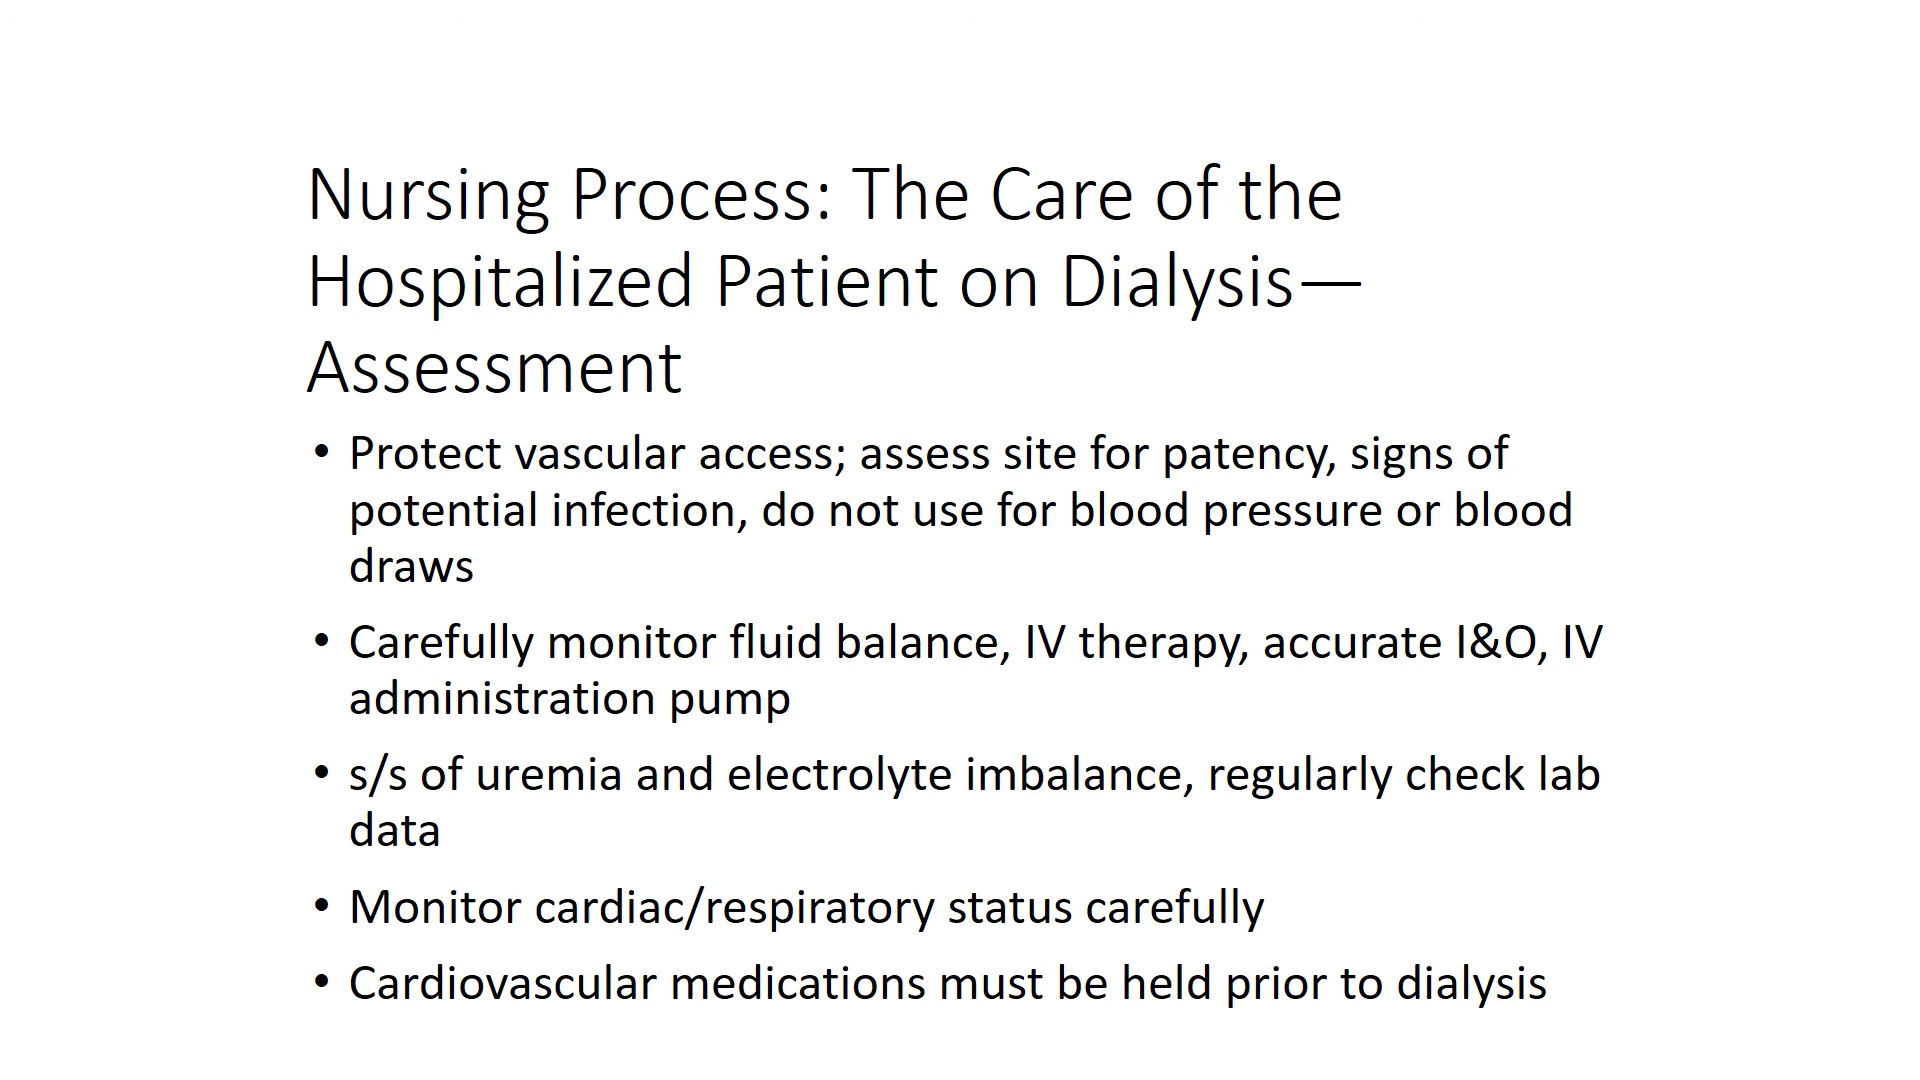 Nursing Process: The Care of the
Hospitalized Patient on Dialysis—
Assessment
• Protect vascular access; assess site for patency, signs of
potential infection, do not use for blood pressure or blood
draws
• Carefully monitor fluid balance, IV therapy, accurate I&O, IV
administration pump
• s/s of uremia and electrolyte imbalance, regularly check lab
data
• Monitor cardiac/respiratory status carefully
• Cardiovascular medications must be held prior to dialysis